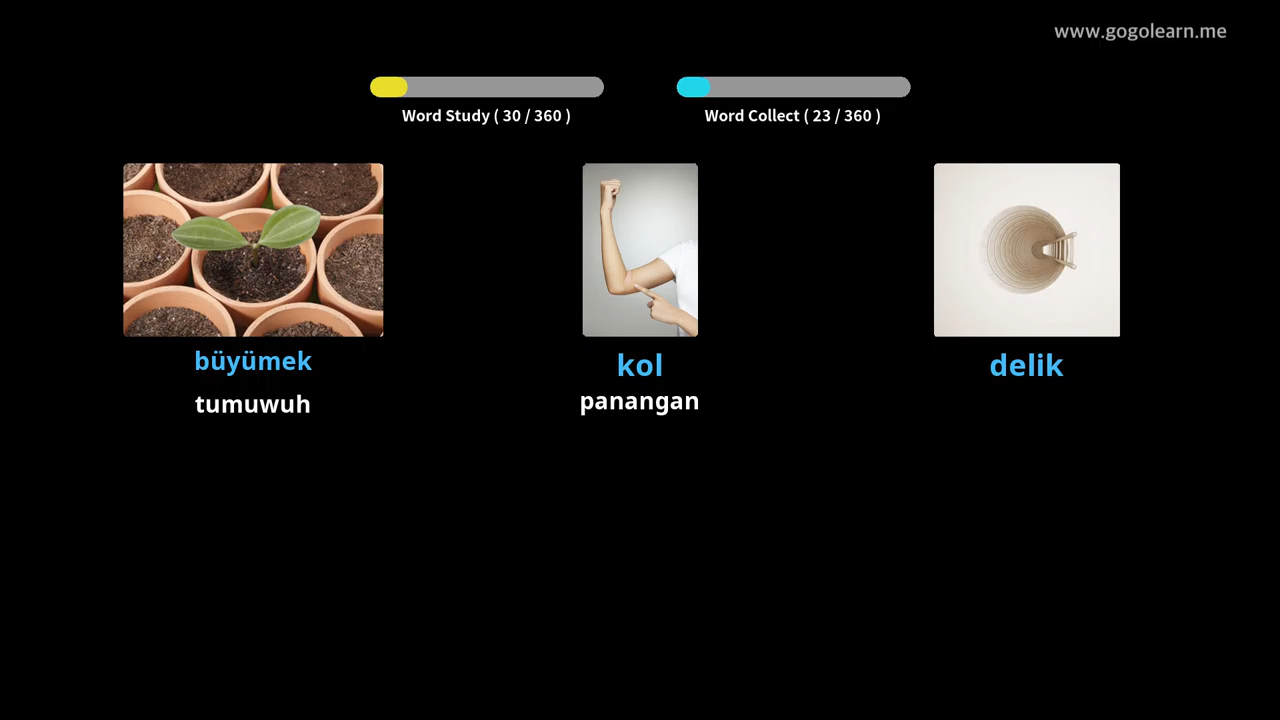 www.gogolearn.me
Word Study ( 30 / 360 )
Word Collect ( 23 / 360 )
büyümek
tumuwuh
kol
panangan
delik